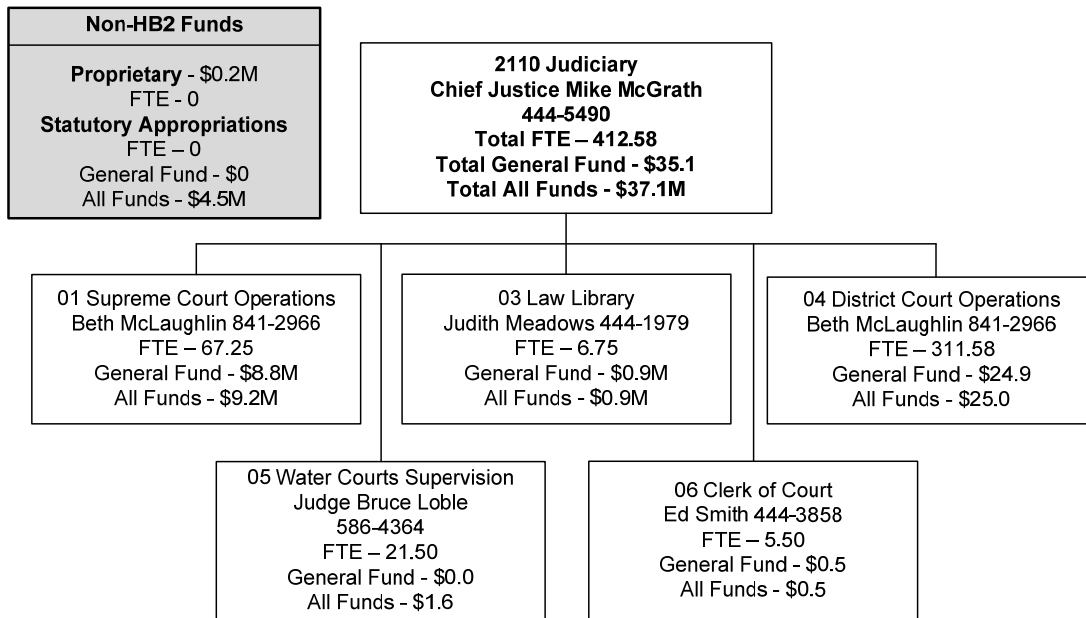 Non-HB2 Funds
Proprietary - $0.2M
FTE - 0
Statutory Appropriations
FTE – 0
General Fund - $0
All Funds - $4.5M
2110 Judiciary
Chief Justice Mike McGrath
444-5490
Total FTE – 412.58
Total General Fund - $35.1
Total All Funds - $37.1M
01 Supreme Court Operations
Beth McLaughlin 841-2966
FTE – 67.25
General Fund - $8.8M
All Funds - $9.2M
03 Law Library
Judith Meadows 444-1979
FTE – 6.75
General Fund - $0.9M
All Funds - $0.9M
04 District Court Operations
Beth McLaughlin 841-2966
FTE – 311.58
General Fund - $24.9
All Funds - $25.0
05 Water Courts Supervision
Judge Bruce Loble
586-4364
FTE – 21.50
General Fund - $0.0
All Funds - $1.6
06 Clerk of Court
Ed Smith 444-3858
FTE – 5.50
General Fund - $0.5
All Funds - $0.5